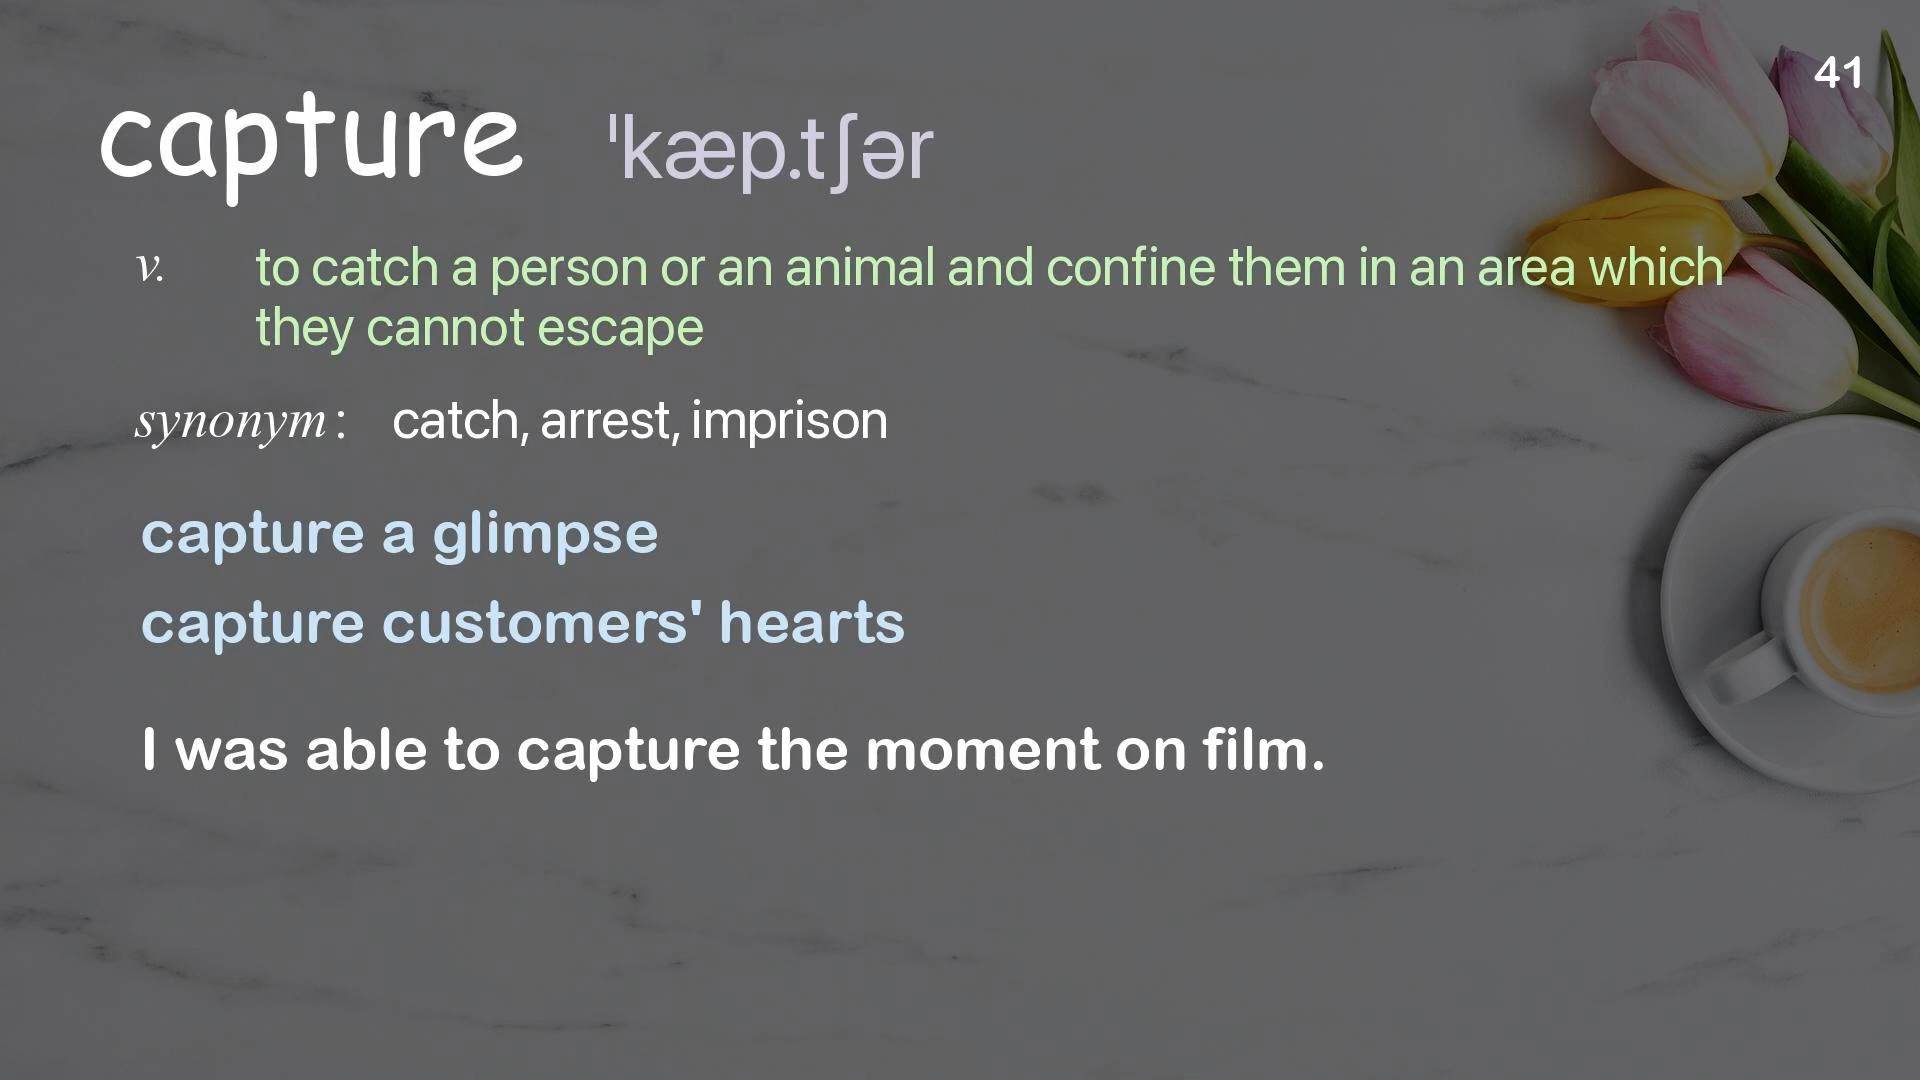 41
capture ˈkæp.tʃər
v. to catch a person or an animal and confine them in an area which
they cannot escape
synonym: catch, arrest, imprison
capture a glimpse
capture customers' hearts
I was able to capture the moment on film.